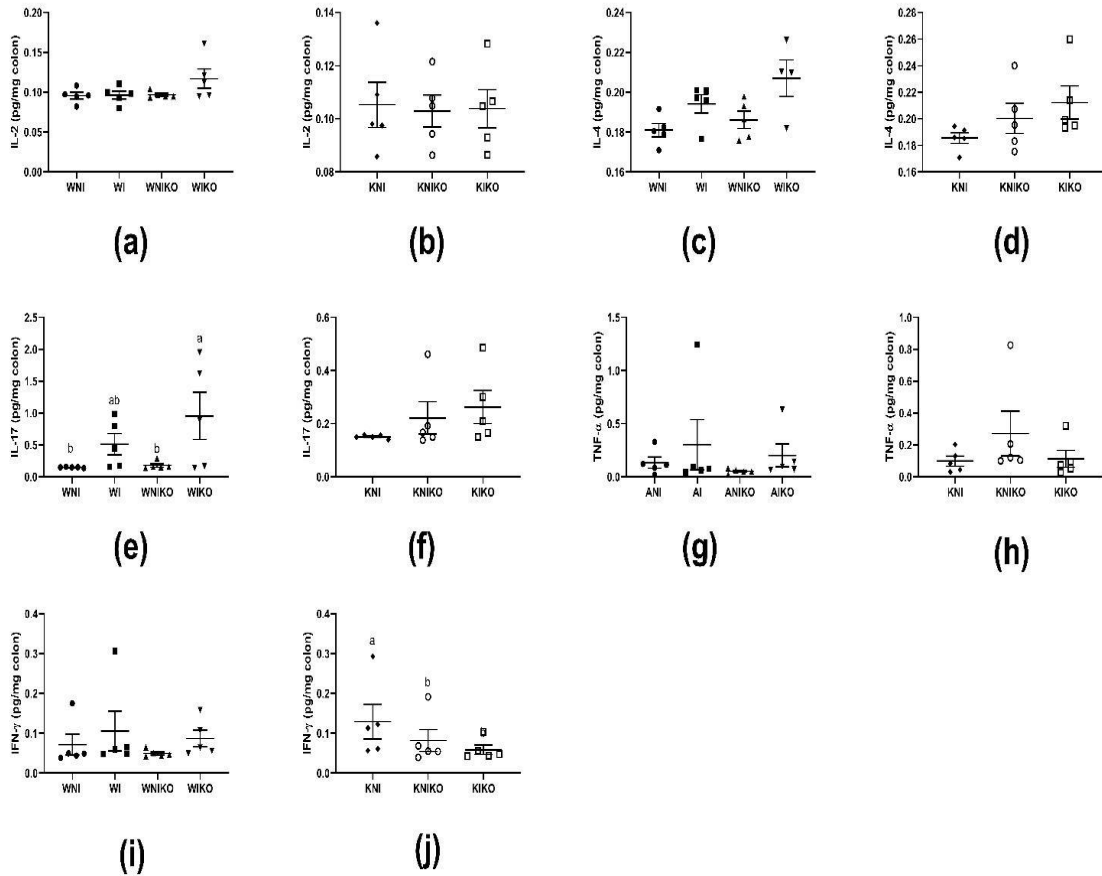 IL-2 (pg/mg colon)
0.20
0.15
0.10
0.05
0.00
WNI WI WNIKO WIKO
(a)
IL-2 (pg/mg colon)
0.14
0.12
0.10
0.08
KNI KNIKO KIKO
(b)
IL-4 (pg/mg colon)
0.24
0.22
0.20
0.18
0.16
WNI WI WNIKO WIKO
(c)
IL-4 (pg/mg colon)
0.28
0.26
0.24
0.22
0.20
0.18
0.16
KNI KNIKO KIKO
(d)
IL-17 (pg/mg colon)
2.5
2.0
1.5
1.0
0.5
0.0
b ab b a
WNI WI WNIKO WIKO
(e)
IL-17 (pg/mg colon)
0.6
0.4
0.2
0.0
KNI KNIKO KIKO
(f)
TNF-α (pg/mg colon)
1.5
1.0
0.5
0.0
ANI AI ANIKO AIKO
(g)
TNF-α (pg/mg colon)
1.0
0.8
0.6
0.4
0.2
0.0
KNI KNIKO KIKO
(h)
IFN-γ (pg/mg colon)
0.4
0.3
0.2
0.1
0.0
WNI WI WNIKO WIKO
(i)
IFN-γ (pg/mg colon)
0.4
0.3
0.2
0.1
0.0
a b
KNI KNIKO KIKO
(j)